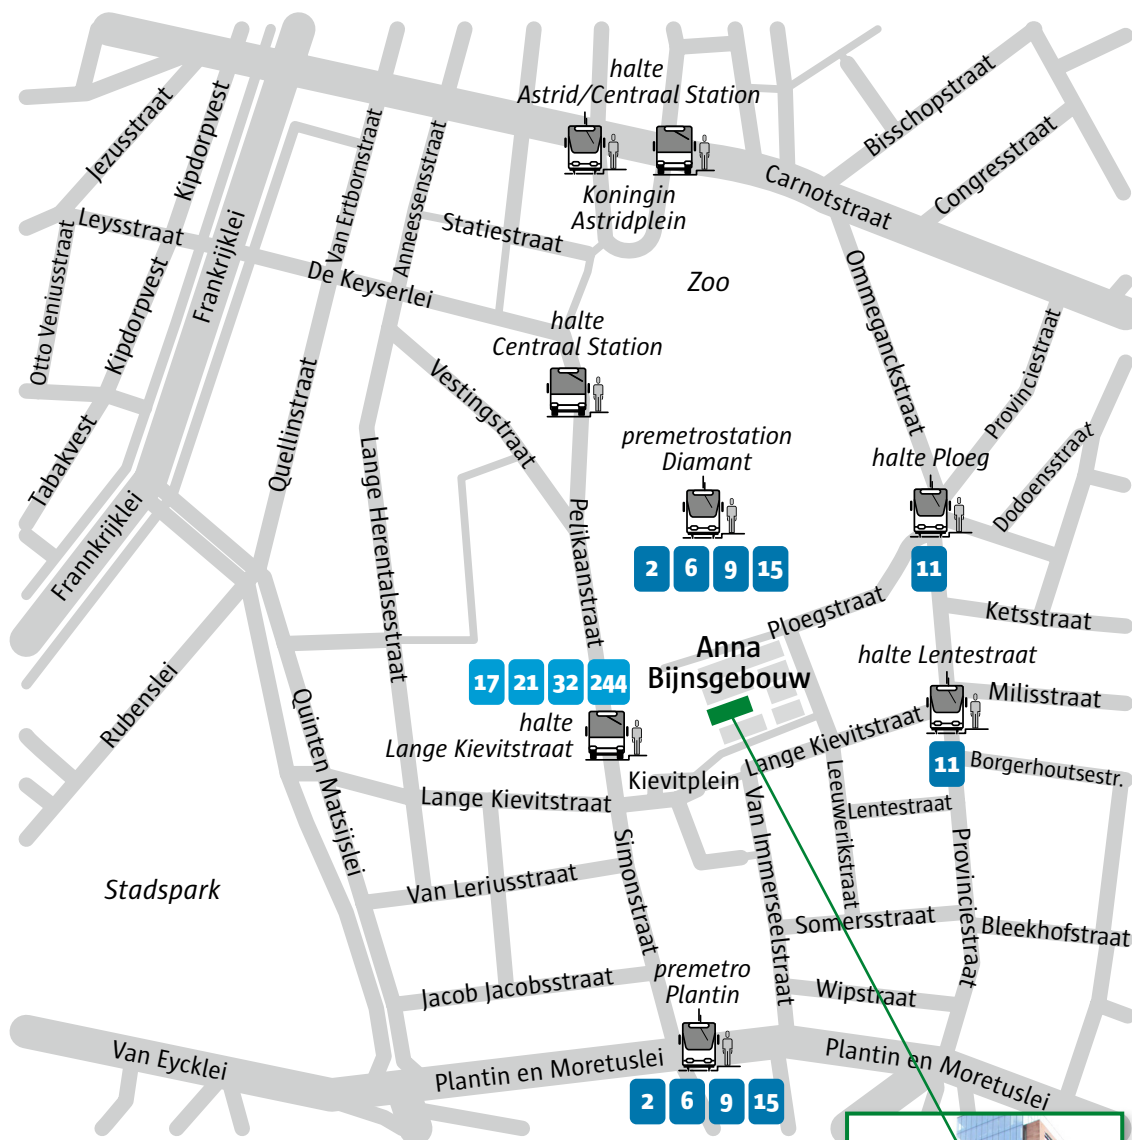 halte
Astrid/Centraal Station
Bisschopstraat
Jezusstraat
Kipdorpvest
Congresstraat
Van Ertbornstraat
Anneessensstraat
Carnotstraat
Koningin
Astridplein
Leysstraat
Statiestraat
Otto Veniusstraat
Frankrijklei
De Keyserlei
Zoo
Ommeganckstraat
Kipdorpvest
halte
Centraal Station
Provinciestraat
Vestingstraat
Quellinstraat
Tabakvest
Lange Herentalsestraat
premetrostation
Diamant
halte Ploeg
Dodoensstraat
Frannkrijklei
Pelikaanstraat
2 6 9 15
11
Ploegstraat
Ketsstraat
Anna
Bijnsgebouw
halte Lentestraat
17 21 32 244
Milisstraat
Rubenslei
Quinten Matsijslei
halte
Lange Kievitstraat
Lange Kievitstraat
11
Borgerhoutsestr.
Kievitplein
Lange Kievitstraat
Van Immerseelstraat
Leeuwerikstraat
Lentestraat
Simonstraat
Provinciestraat
Stadspark
Van Leriusstraat
Somersstraat
Bleekhofstraat
Jacob Jacobsstraat
premetro
Plantin
Wipstraat
Van Eycklei
Plantin en Moretuslei
Plantin en Moretuslei
2 6 9 15